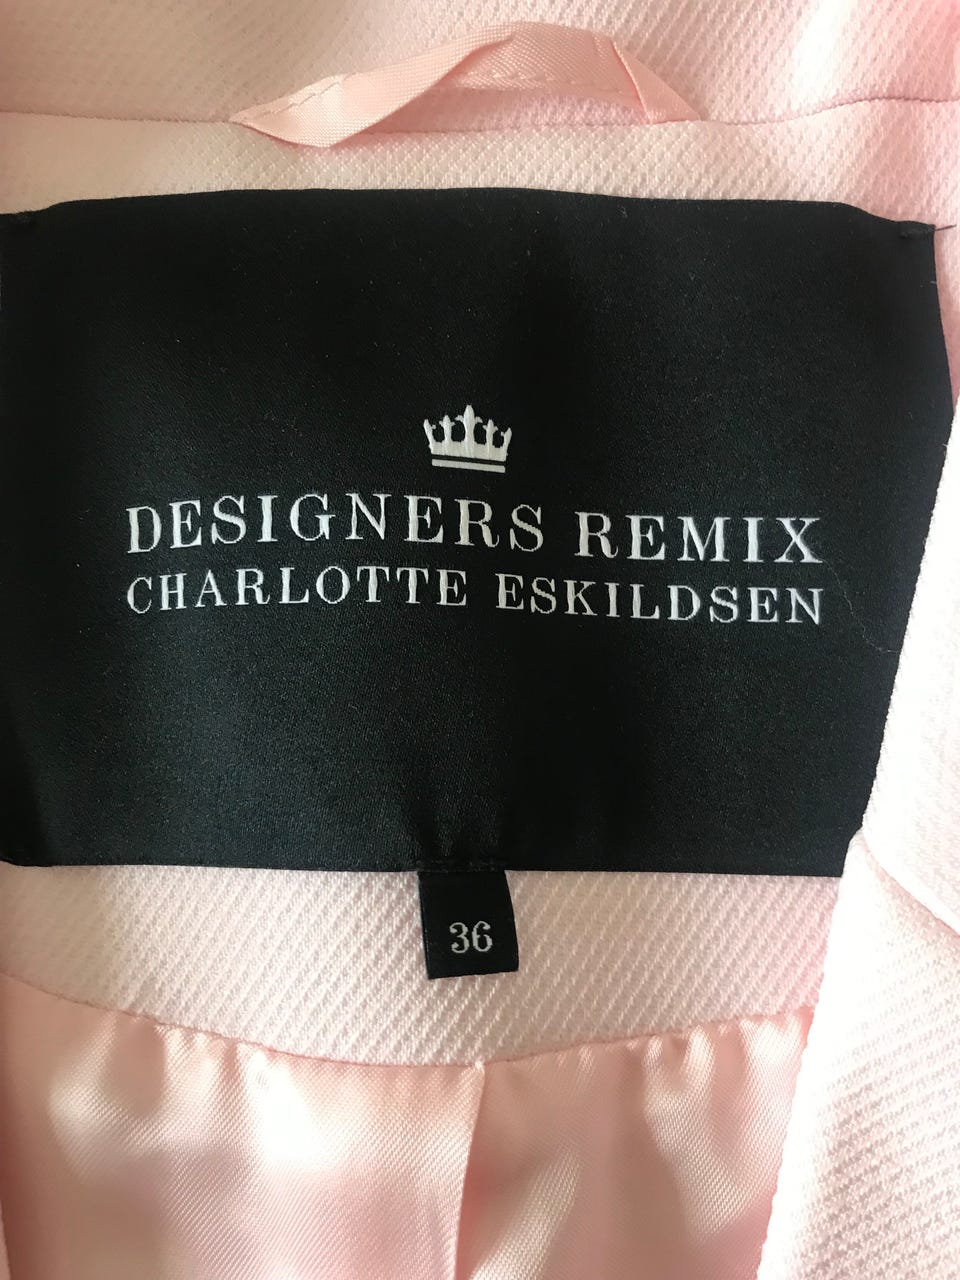 DESIGNERS REMIX
CHARLOTTE ESKILDSEN
36